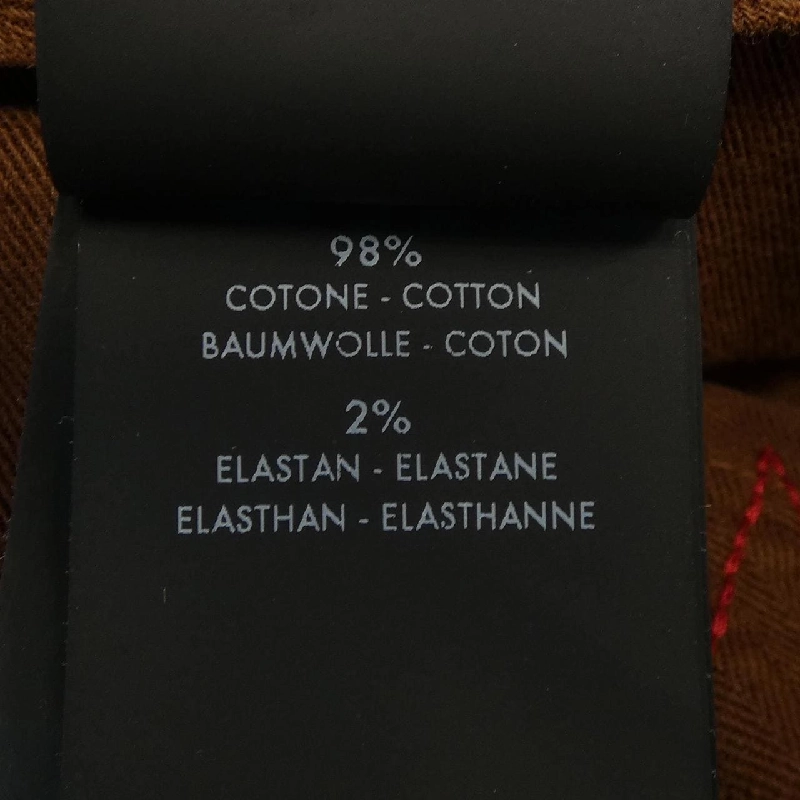 98%
COTONE - COTTON
BAUMWOLLE - COTON
2%
ELASTAN - ELASTANE
ELASTHAN - ELASTHANNE